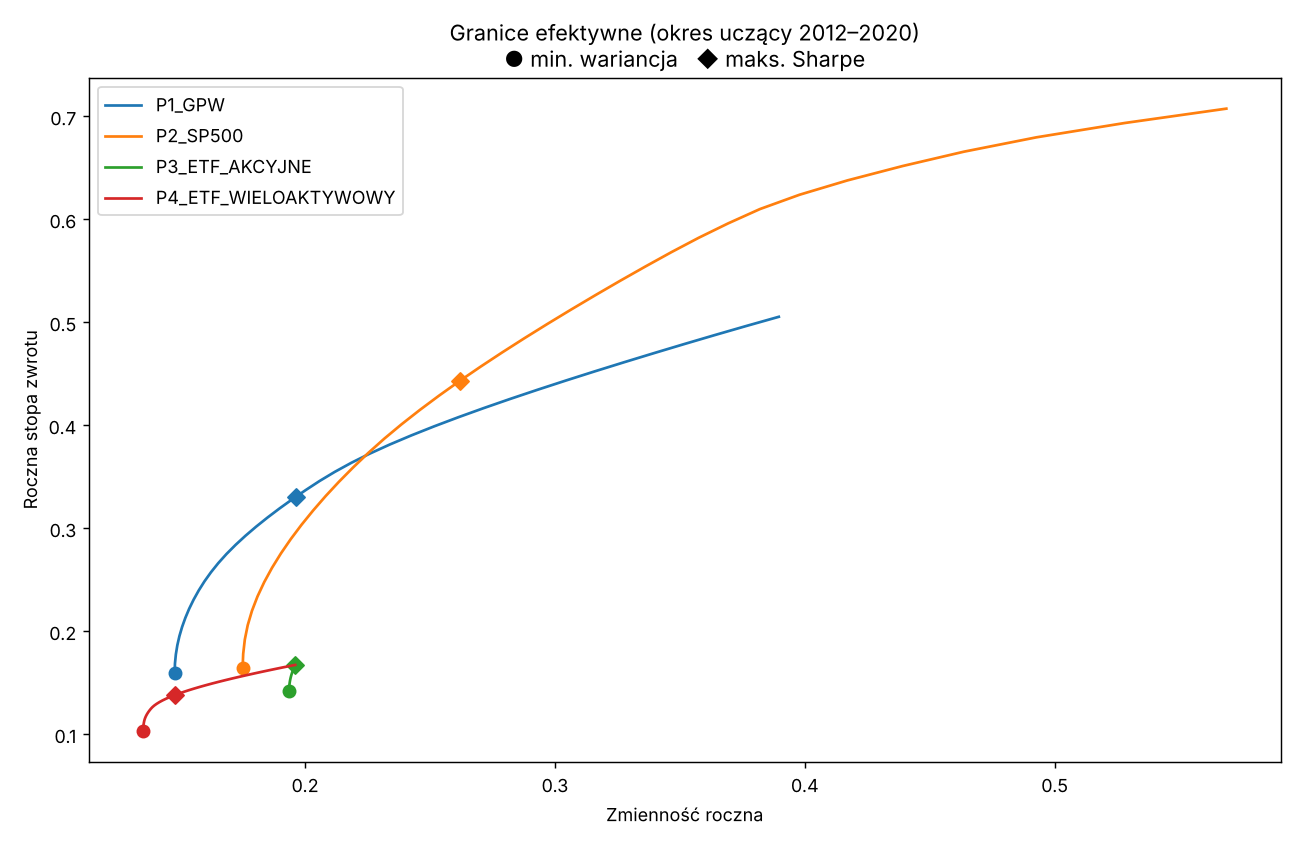 Granice efektywne (okres uczący 2012–2020)
● min. wariancja ◆ maks. Sharpe
P1_GPW
P2_SP500
P3_ETF_AKCYJNE
P4_ETF_WIELOAKTYWOWY
Roczna stopa zwrotu
0.7
0.6
0.5
0.4
0.3
0.2
0.1
0.2
0.3
0.4
0.5
Zmienność roczna